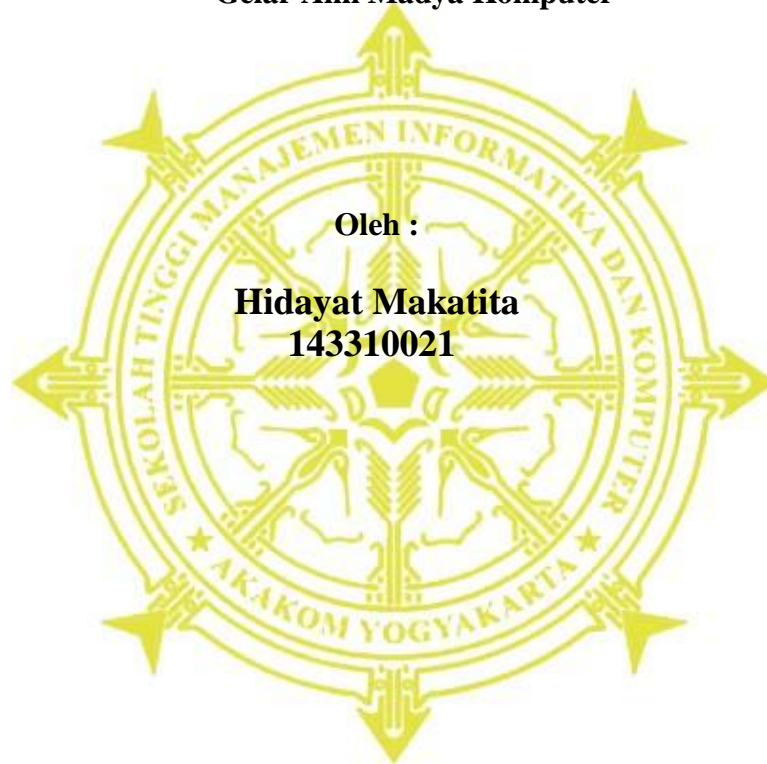 Gelar Ahli Madya Komputer
SEKOLAH TINGGI MANAJEMEN INFORMATIKA DAN KOMPUTER
Oleh :
Hidayat Makatita
143310021
★ AKAKOM YOGYAKARTA ★